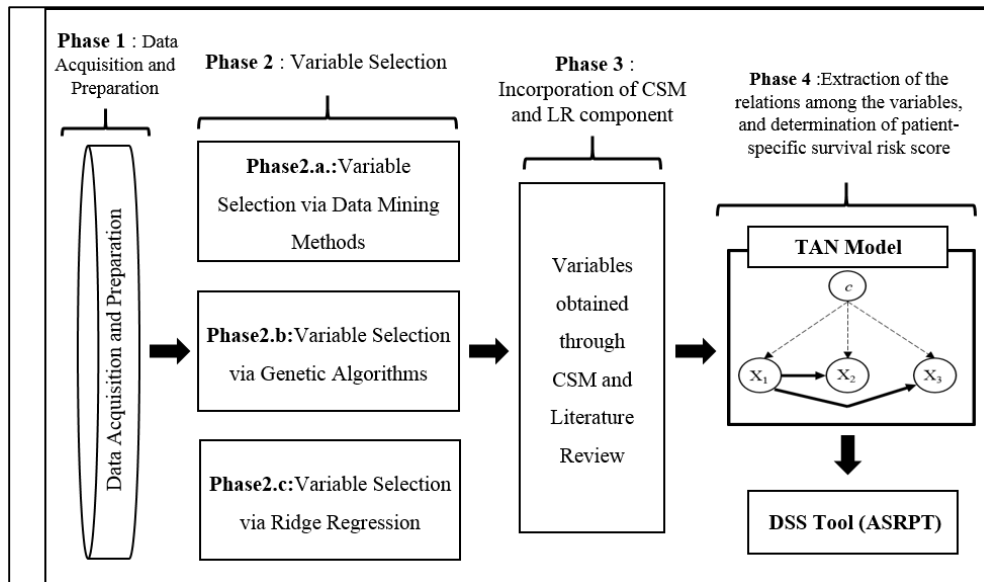 Phase 1 : Data
Acquisition and
Preparation
Data Acquisition and Preparation
Phase 2 : Variable Selection
Phase2.a.:Variable
Selection via Data Mining
Methods
Phase2.b:Variable Selection
via Genetic Algorithms
Phase2.c:Variable Selection
via Ridge Regression
Phase 3 :
Incorporation of CSM
and LR component
Variables
obtained
through
CSM and
Literature
Review
Phase 4 :Extraction of the
relations among the variables,
and determination of patient-
specific survival risk score
TAN Model
c
X₁ X₂ X₃
DSS Tool (ASRPT)